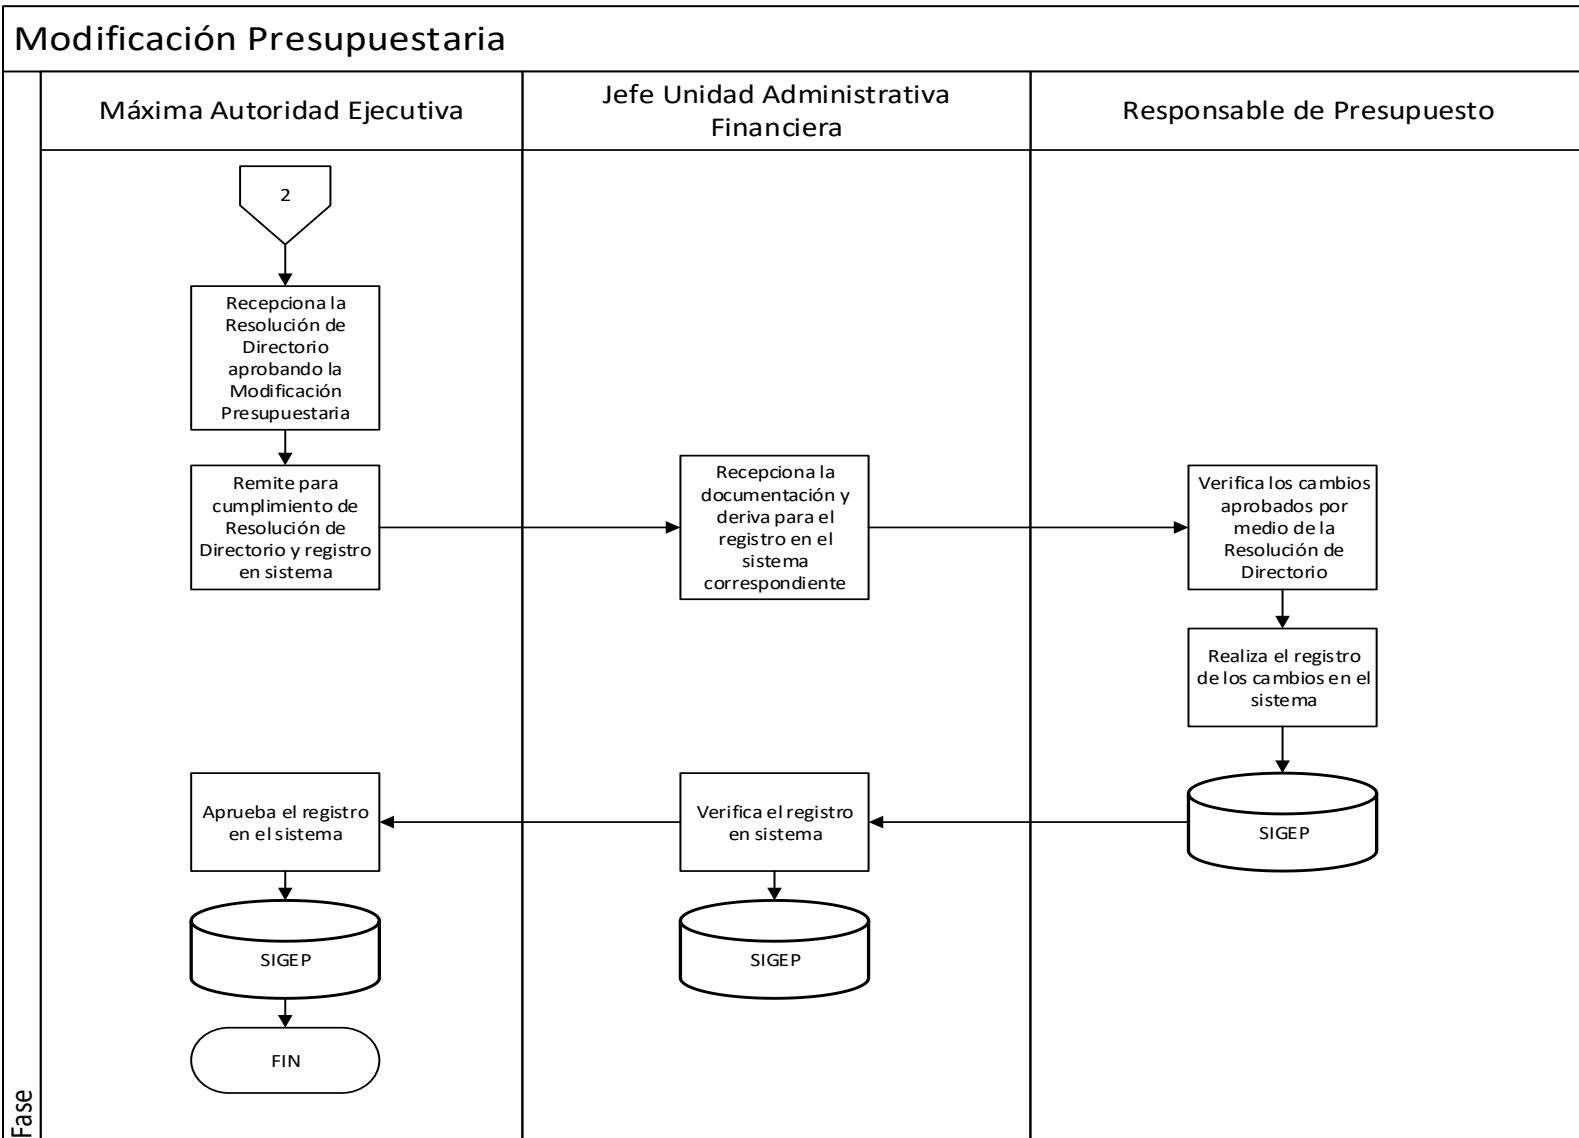 Modificación Presupuestaria
Máxima Autoridad Ejecutiva
Jefe Unidad Administrativa
Financiera
Responsable de Presupuesto
2
Recepciona la
Resolución de
Directorio
aprobando la
Modificación
Presupuestaria
Remite para
cumplimiento de
Resolución de
Directorio y registro
en sistema
Recepciona la
documentación y
deriva para el
registro en el
sistema
correspondiente
Verifica los cambios
aprobados por
medio de la
Resolución de
Directorio
Realiza el registro
de los cambios en el
sistema
SIGEP
Verifica el registro
en sistema
SIGEP
Aprueba el registro
en el sistema
SIGEP
FIN
Fase